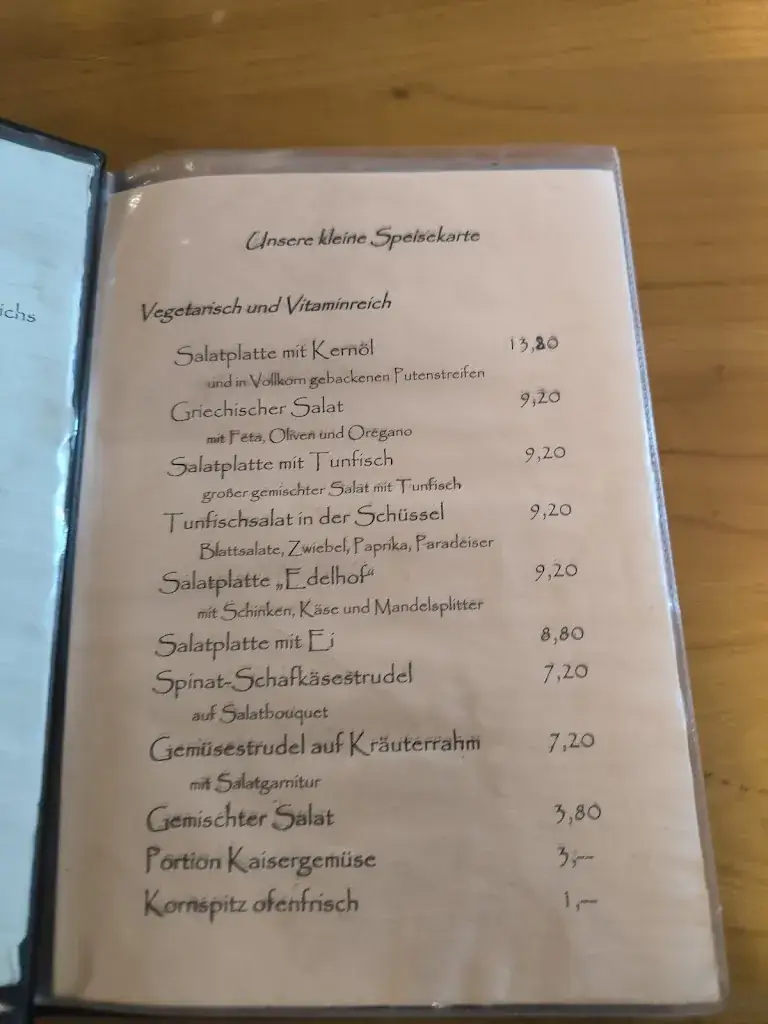 ichs
Unsere kleine Speisekarte
Vegetarisch und Vitaminreich
Salatplatte mit Kernöl 13,80
und in Vollkorn gebackenen Putenstreifen
Griechischer Salat 9,20
mit Feta, Oliven und Oregano
Salatplatte mit Tunfisch 9,20
großer gemischter Salat mit Tunfisch
Tunfischsalat in der Schüssel 9,20
Blattsalate, Zwiebel, Paprika, Paradeiser
Salatplatte „Edelhof“ 9,20
mit Schinken, Käse und Mandelsplitter
Salatplatte mit Ei 8,80
Spinat-Schafkäsestrudel 7,20
auf Salatbouquet
Gemüsestrudel auf Kräuterrahm 7,20
mit Salatgarnitur
Gemischter Salat 3,80
Portion Kaisergemüse 3,--
Kornspitz ofenfrisch 1,--